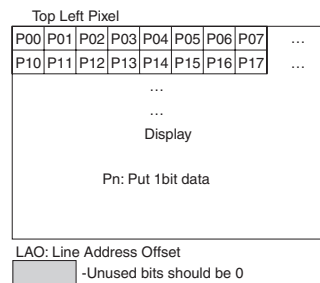 Top Left Pixel
P00 P01 P02 P03 P04 P05 P06 P07 ...
P10 P11 P12 P13 P14 P15 P16 P17 ...
...
...
Display
Pn: Put 1bit data
LAO: Line Address Offset
-Unused bits should be 0